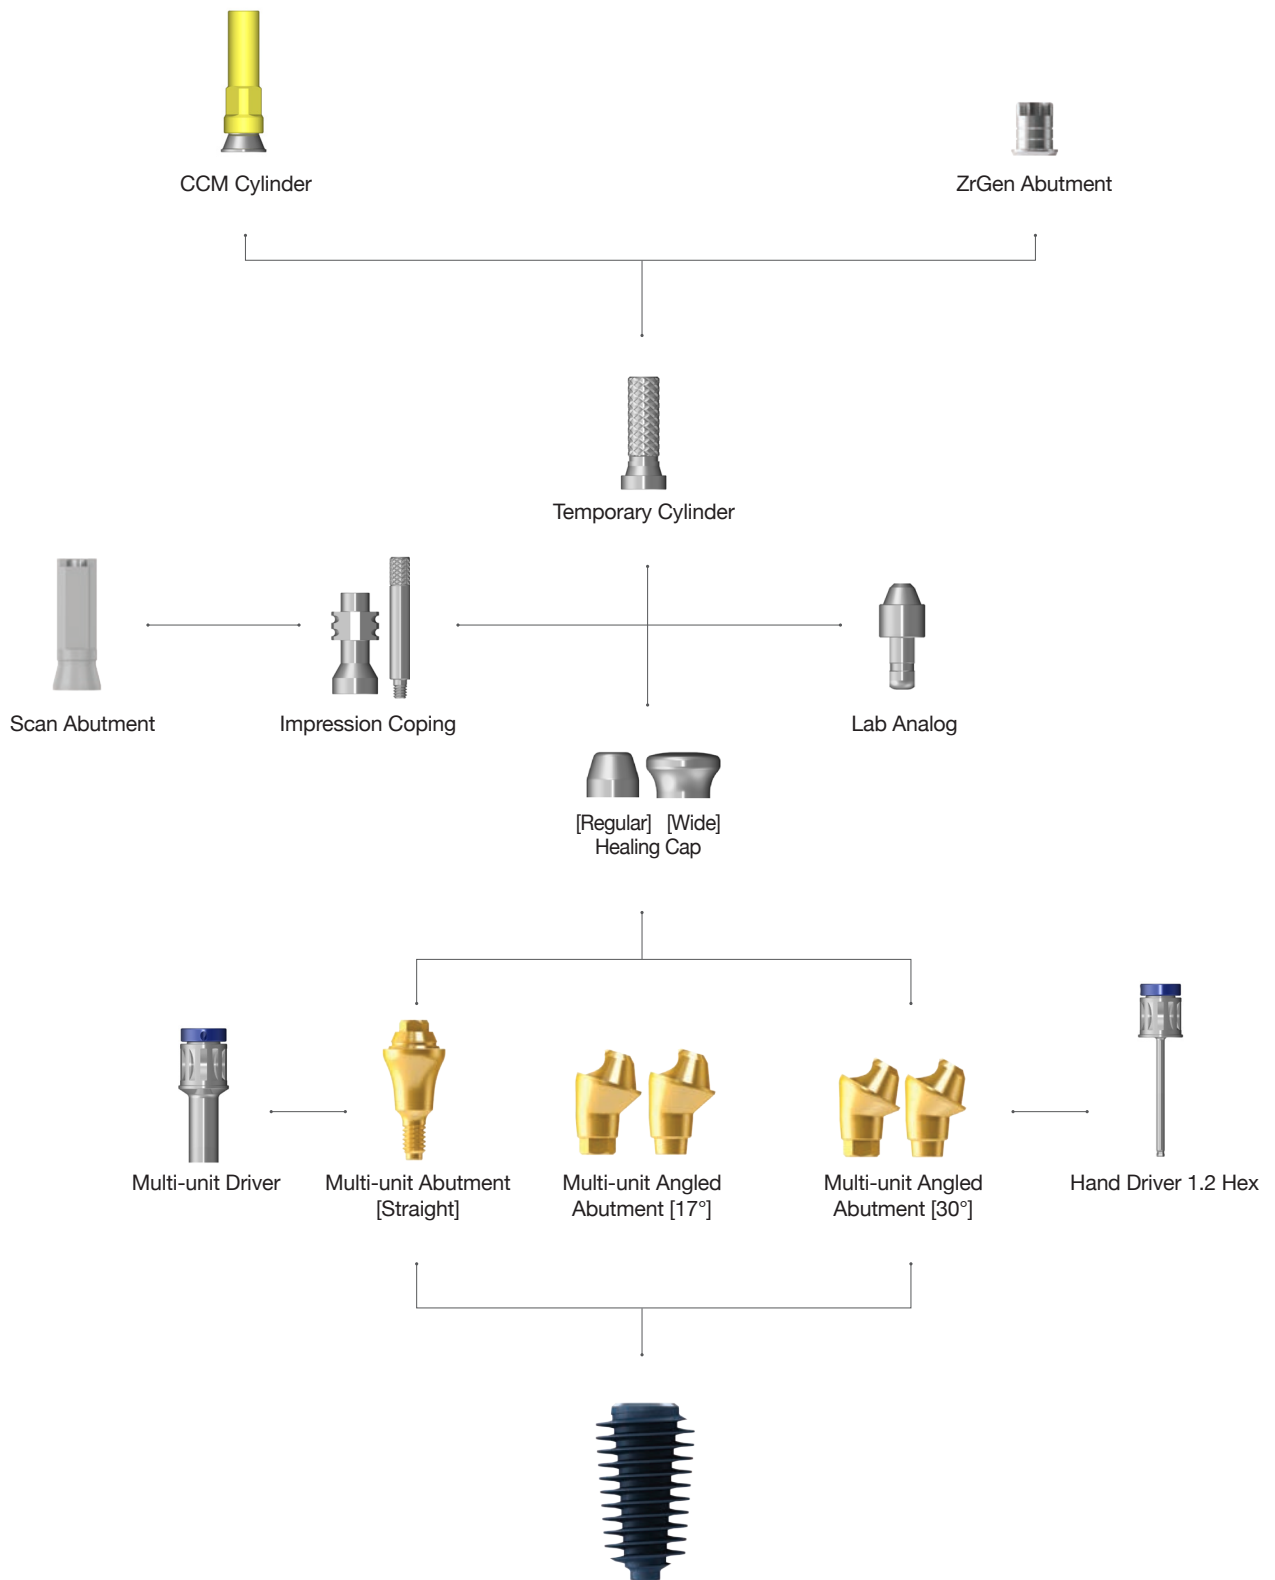 CCM Cylinder
ZrGen Abutment
Temporary Cylinder
Scan Abutment
Impression Coping
Lab Analog
[Regular] [Wide]
Healing Cap
Multi-unit Driver
Multi-unit Abutment
[Straight]
Multi-unit Angled
Abutment [17°]
Multi-unit Angled
Abutment [30°]
Hand Driver 1.2 Hex